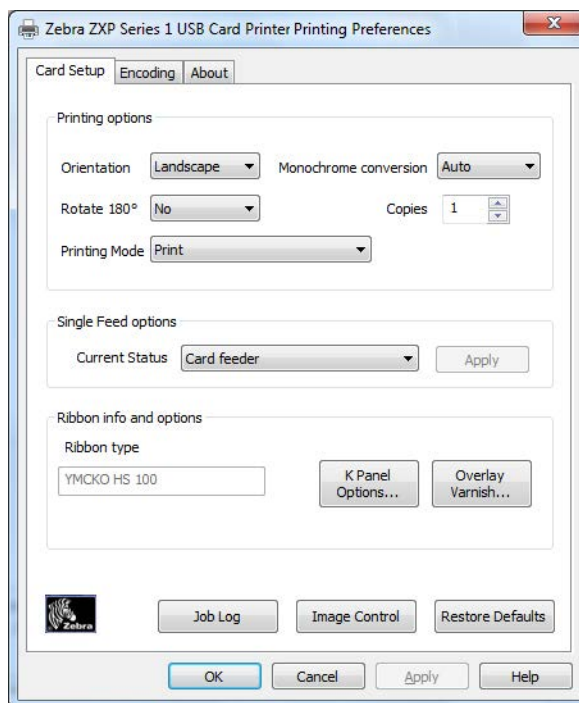 Zebra ZXP Series 1 USB Card Printer Printing Preferences
Card Setup Encoding About
Printing options
Orientation Landscape Monochrome conversion Auto
Rotate 180° No Copies 1
Printing Mode Print
Single Feed options
Current Status Card feeder Apply
Ribbon info and options
Ribbon type
YMCKO HS 100
K Panel
Options...
Overlay
Varnish...
Zebra
Job Log Image Control Restore Defaults
OK Cancel Apply Help